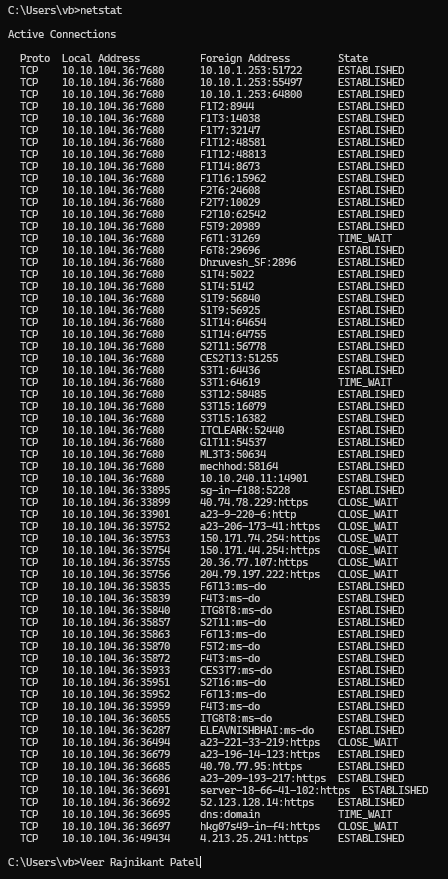 C:\Users\vb>netstat
Active Connections
Proto Local Address Foreign Address State
TCP 10.10.104.36:7680 10.10.1.253:51722 ESTABLISHED
TCP 10.10.104.36:7680 10.10.1.253:55497 ESTABLISHED
TCP 10.10.104.36:7680 10.10.1.253:64800 ESTABLISHED
TCP 10.10.104.36:7680 F1T2:8944 ESTABLISHED
TCP 10.10.104.36:7680 F1T3:14038 ESTABLISHED
TCP 10.10.104.36:7680 F1T7:32147 ESTABLISHED
TCP 10.10.104.36:7680 F1T12:48581 ESTABLISHED
TCP 10.10.104.36:7680 F1T12:48813 ESTABLISHED
TCP 10.10.104.36:7680 F1T14:8673 ESTABLISHED
TCP 10.10.104.36:7680 F1T16:15962 ESTABLISHED
TCP 10.10.104.36:7680 F2T6:24608 ESTABLISHED
TCP 10.10.104.36:7680 F2T7:10029 ESTABLISHED
TCP 10.10.104.36:7680 F2T10:62542 ESTABLISHED
TCP 10.10.104.36:7680 F5T9:20989 ESTABLISHED
TCP 10.10.104.36:7680 F6T1:31269 TIME_WAIT
TCP 10.10.104.36:7680 F6T8:29696 ESTABLISHED
TCP 10.10.104.36:7680 Dhruvesh_SF:2896 ESTABLISHED
TCP 10.10.104.36:7680 S1T4:5022 ESTABLISHED
TCP 10.10.104.36:7680 S1T4:5142 ESTABLISHED
TCP 10.10.104.36:7680 S1T9:56840 ESTABLISHED
TCP 10.10.104.36:7680 S1T9:56925 ESTABLISHED
TCP 10.10.104.36:7680 S1T14:64654 ESTABLISHED
TCP 10.10.104.36:7680 S1T14:64755 ESTABLISHED
TCP 10.10.104.36:7680 S2T11:56778 ESTABLISHED
TCP 10.10.104.36:7680 CES2T13:51255 ESTABLISHED
TCP 10.10.104.36:7680 S3T1:64436 ESTABLISHED
TCP 10.10.104.36:7680 S3T1:64619 TIME_WAIT
TCP 10.10.104.36:7680 S3T12:58485 ESTABLISHED
TCP 10.10.104.36:7680 S3T15:16079 ESTABLISHED
TCP 10.10.104.36:7680 S3T15:16382 ESTABLISHED
TCP 10.10.104.36:7680 ITCLEARK:52440 ESTABLISHED
TCP 10.10.104.36:7680 G1T11:54537 ESTABLISHED
TCP 10.10.104.36:7680 ML3T3:50634 ESTABLISHED
TCP 10.10.104.36:7680 mechhod:58164 ESTABLISHED
TCP 10.10.104.36:7680 10.10.240.11:14901 ESTABLISHED
TCP 10.10.104.36:33895 sg-in-f188:5228 ESTABLISHED
TCP 10.10.104.36:33899 40.74.78.229:https CLOSE_WAIT
TCP 10.10.104.36:33901 a23-9-220-6:http CLOSE_WAIT
TCP 10.10.104.36:35752 a23-206-173-41:https CLOSE_WAIT
TCP 10.10.104.36:35753 150.171.74.254:https CLOSE_WAIT
TCP 10.10.104.36:35754 150.171.44.254:https CLOSE_WAIT
TCP 10.10.104.36:35755 20.36.77.107:https CLOSE_WAIT
TCP 10.10.104.36:35756 204.79.197.222:https CLOSE_WAIT
TCP 10.10.104.36:35835 F6T13:ms-do ESTABLISHED
TCP 10.10.104.36:35839 F4T3:ms-do ESTABLISHED
TCP 10.10.104.36:35840 ITG8T8:ms-do ESTABLISHED
TCP 10.10.104.36:35857 S2T11:ms-do ESTABLISHED
TCP 10.10.104.36:35863 F6T13:ms-do ESTABLISHED
TCP 10.10.104.36:35870 F5T2:ms-do ESTABLISHED
TCP 10.10.104.36:35872 F4T3:ms-do ESTABLISHED
TCP 10.10.104.36:35933 CES3T7:ms-do ESTABLISHED
TCP 10.10.104.36:35951 S2T16:ms-do ESTABLISHED
TCP 10.10.104.36:35952 F6T13:ms-do ESTABLISHED
TCP 10.10.104.36:35959 F4T3:ms-do ESTABLISHED
TCP 10.10.104.36:36055 ITG8T8:ms-do ESTABLISHED
TCP 10.10.104.36:36287 ELEAVNISHBHAI:ms-do ESTABLISHED
TCP 10.10.104.36:36494 a23-221-33-219:https CLOSE_WAIT
TCP 10.10.104.36:36679 a23-196-14-123:https ESTABLISHED
TCP 10.10.104.36:36685 40.70.77.95:https ESTABLISHED
TCP 10.10.104.36:36686 a23-209-193-217:https ESTABLISHED
TCP 10.10.104.36:36691 server-18-66-41-102:https ESTABLISHED
TCP 10.10.104.36:36692 52.123.128.14:https ESTABLISHED
TCP 10.10.104.36:36695 dns:domain TIME_WAIT
TCP 10.10.104.36:36697 hkg07s49-in-f4:https CLOSE_WAIT
TCP 10.10.104.36:49434 4.213.25.241:https ESTABLISHED
C:\Users\vb>Veer Rajnikant Patel